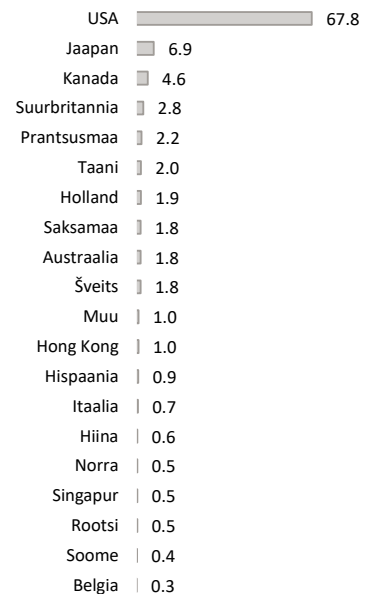 USA 67.8
Jaapan 6.9
Kanada 4.6
Suurbritannia 2.8
Prantsusmaa 2.2
Taani 2.0
Holland 1.9
Saksamaa 1.8
Austraalia 1.8
Šveits 1.8
Muu 1.0
Hong Kong 1.0
Hispaania 0.9
Itaalia 0.7
Hiina 0.6
Norra 0.5
Singapur 0.5
Rootsi 0.5
Soome 0.4
Belgia 0.3